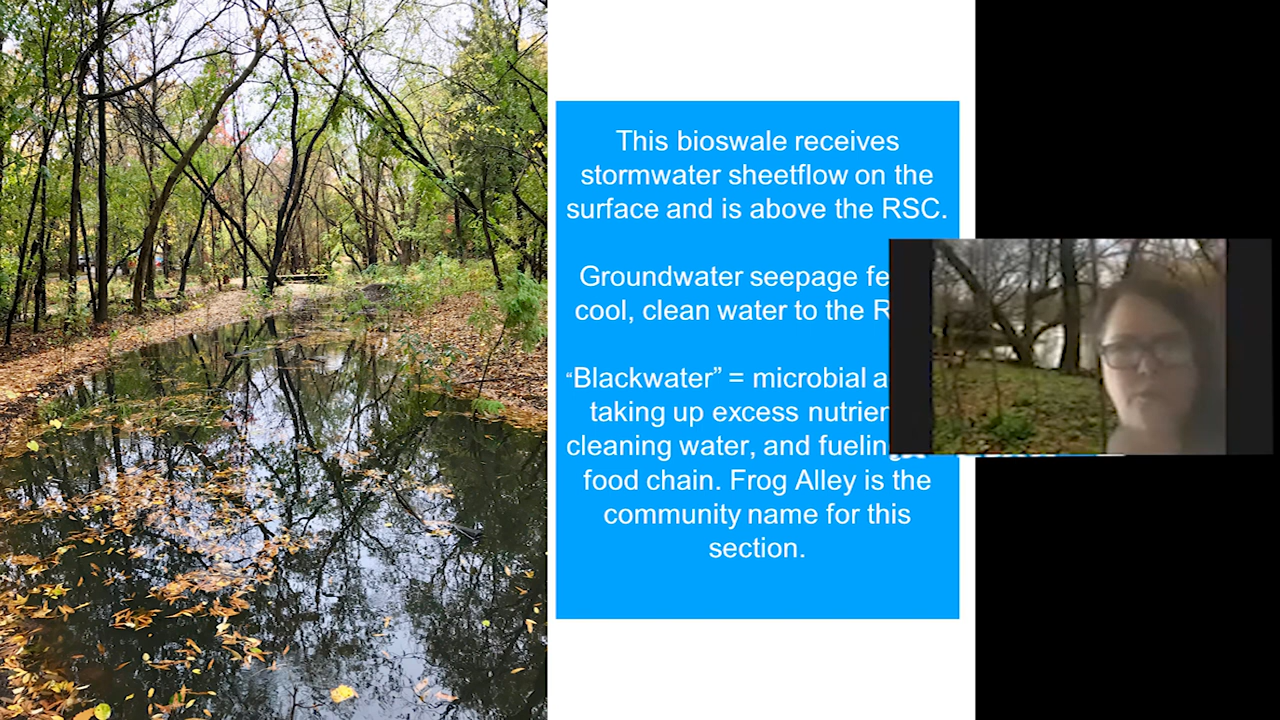 This bioswale receives
stormwater sheetflow on the
surface and is above the RSC.
Groundwater seepage
cool, clean water to the
“Blackwater” = microbial
taking up excess
cleaning water, and
food chain. Frog Alley is the
community name for this
section.